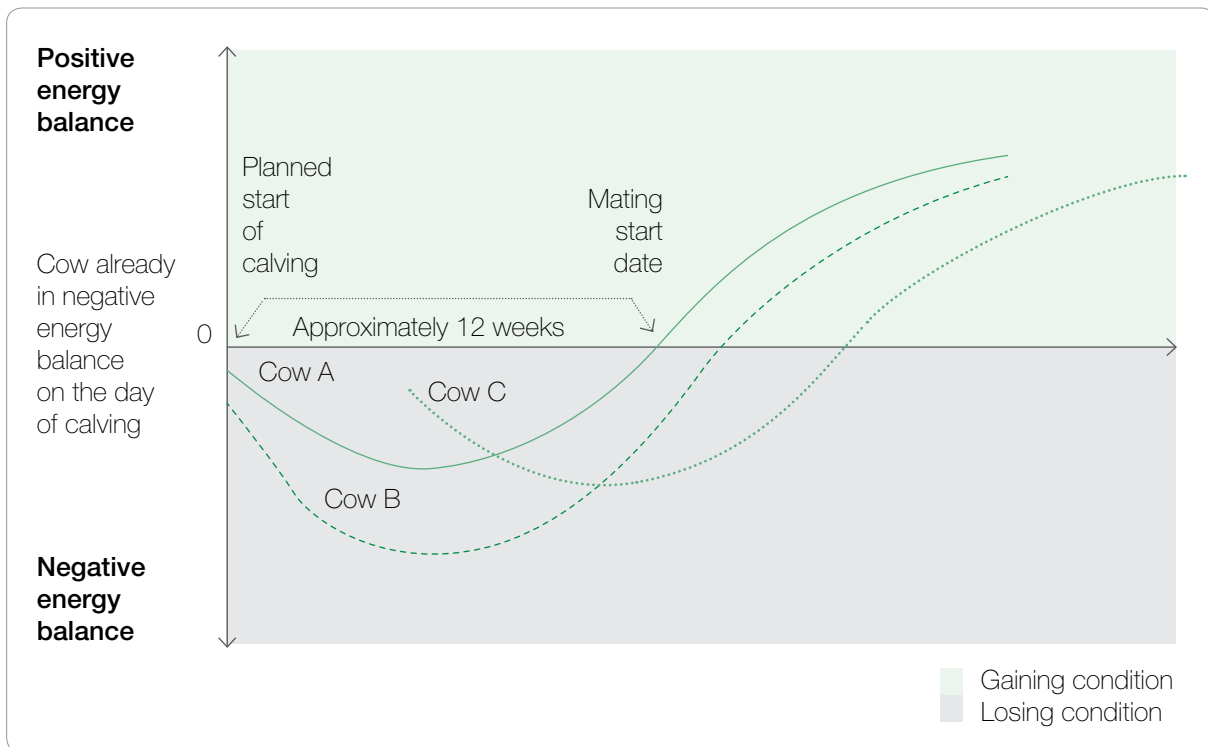 Positive
energy
balance
Planned
start
of
calving
Mating
start
date
Cow already
in negative
energy
balance
on the day
of calving
0
Approximately 12 weeks
Cow A
Cow C
Cow B
Negative
energy
balance
Gaining condition
Losing condition